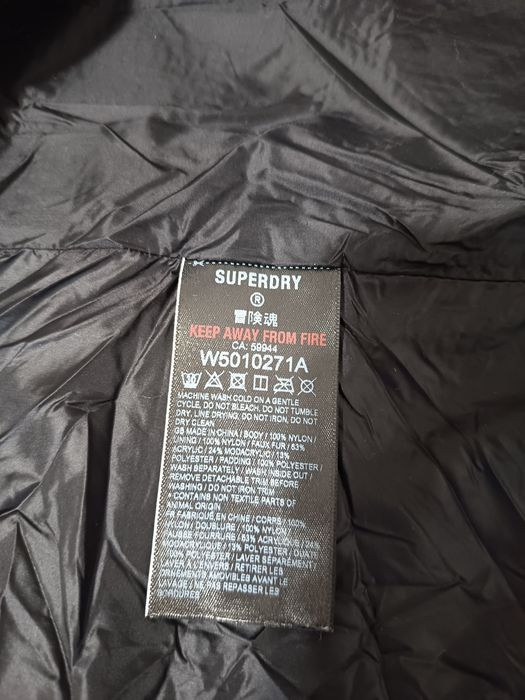 SUPERDRY
®
冒険魂
KEEP AWAY FROM FIRE
CA: 59944
W5010271A
30
MACHINE WASH COLD ON A GENTLE
CYCLE, DO NOT BLEACH, DO NOT TUMBLE
DRY, LINE DRYING, DO NOT IRON, DO NOT
DRY CLEAN
GB MADE IN CHINA / BODY / 100% NYLON /
LINING / 100% NYLON / FAUX FUR / 63%
ACRYLIC / 24% MODACRYLIC / 13%
POLYESTER / PADDING / 100% POLYESTER /
WASH SEPARATELY / WASH INSIDE OUT /
REMOVE DETACHABLE TRIM BEFORE
WASHING / DO NOT IRON TRIM
• CONTAINS NON TEXTILE PARTS OF
ANIMAL ORIGIN
FR FABRIQUÉ EN CHINE / CORPS / 100%
NYLON / DOUBLURE / 100% NYLON /
FAUSSE FOURRURE / 63% ACRYLIQUE / 24%
MODACRYLIQUE / 13% POLYESTER /
100% POLYESTER / LAVER SÉPARÉMENT /
LAVER À L'ENVERS / RETIRER LES
ORNEMENTS AMOVIBLES AVANT LE
LAVAGE REPASSER LES
BORDURES